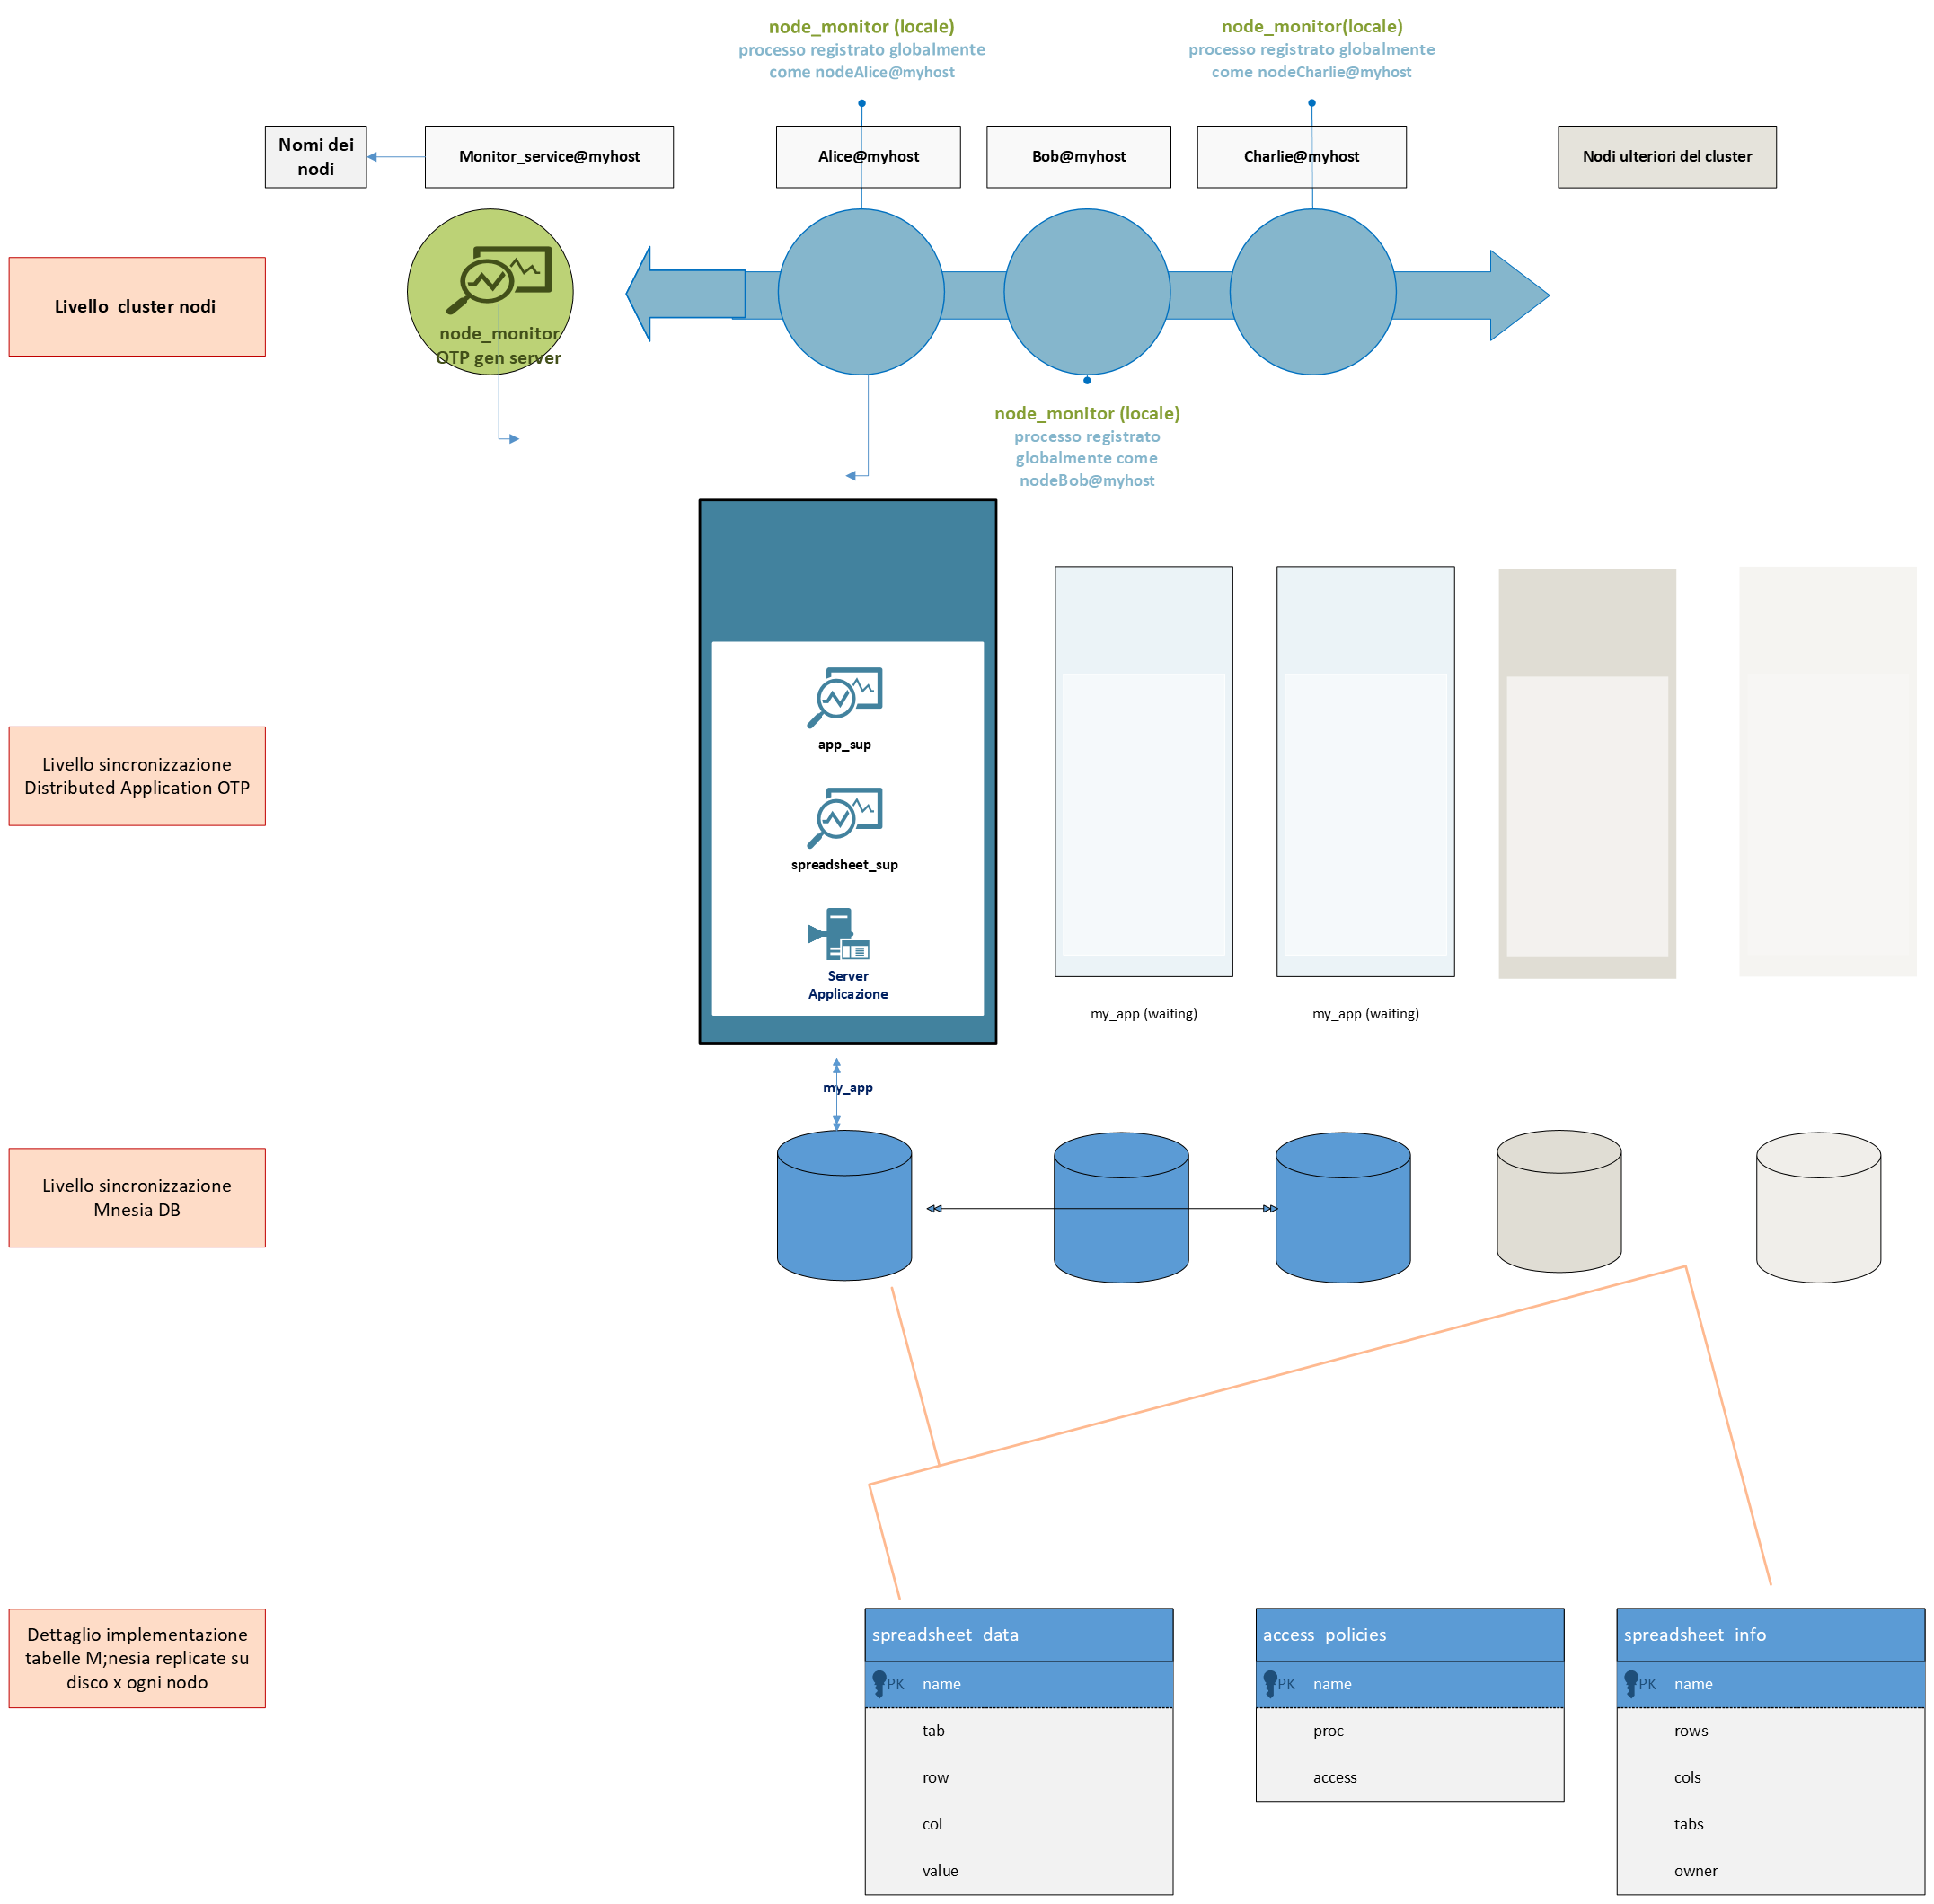 node_monitor (locale)
processo registrato globalmente
come nodeAlice@myhost
node_monitor(locale)
processo registrato globalmente
come nodeCharlie@myhost
Nomi dei
nodi
Monitor_service@myhost
Alice@myhost
Bob@myhost
Charlie@myhost
Nodi ulteriori del cluster
Livello  cluster nodi
node_monitor
OTP gen server
node_monitor (locale)
processo registrato
globalmente come
nodeBob@myhost
Livello sincronizzazione
Distributed Application OTP
app_sup
spreadsheet_sup
Server
Applicazione
my_app (waiting)
my_app (waiting)
my_app
Livello sincronizzazione
Mnesia DB
Dettaglio implementazione
tabelle M;nesia replicate su
disco x ogni nodo
spreadsheet_data
PK name
tab
row
col
value
access_policies
PK name
proc
access
spreadsheet_info
PK name
rows
cols
tabs
owner